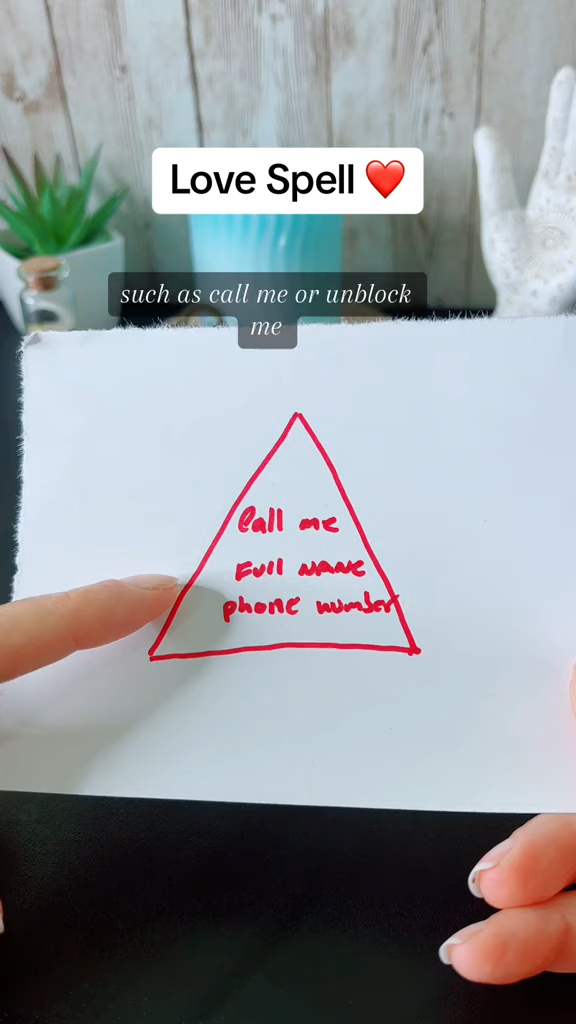 Love Spell ❤️
such as call me or unblock
me
Call me
Full NAME
phone number